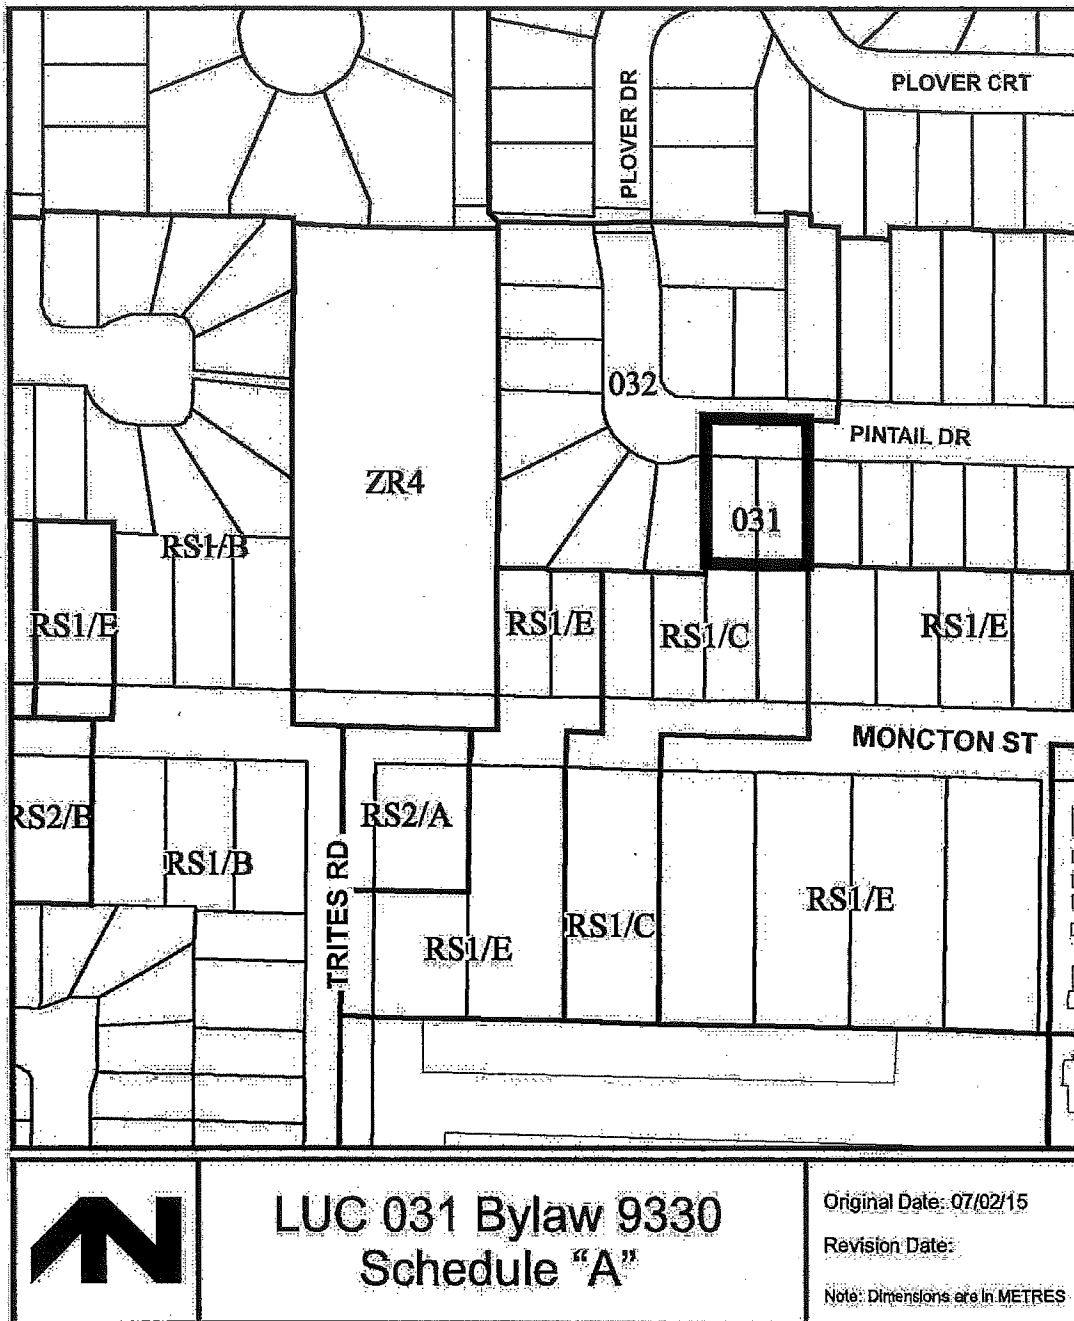 PLOVER CRT
PLOVER DR
032
PINTAIL DR
ZR4
031
RS1/B
RS1/E
RS1/E
RS1/C
RS1/E
MONCTON ST
RS2/B
RS2/A
RS1/B
TRITES RD
RS1/E
RS1/C
RS1/E
N
LUC 031 Bylaw 9330
Schedule "A"
Original Date: 07/02/15
Revision Date:
Note: Dimensions are in METRES